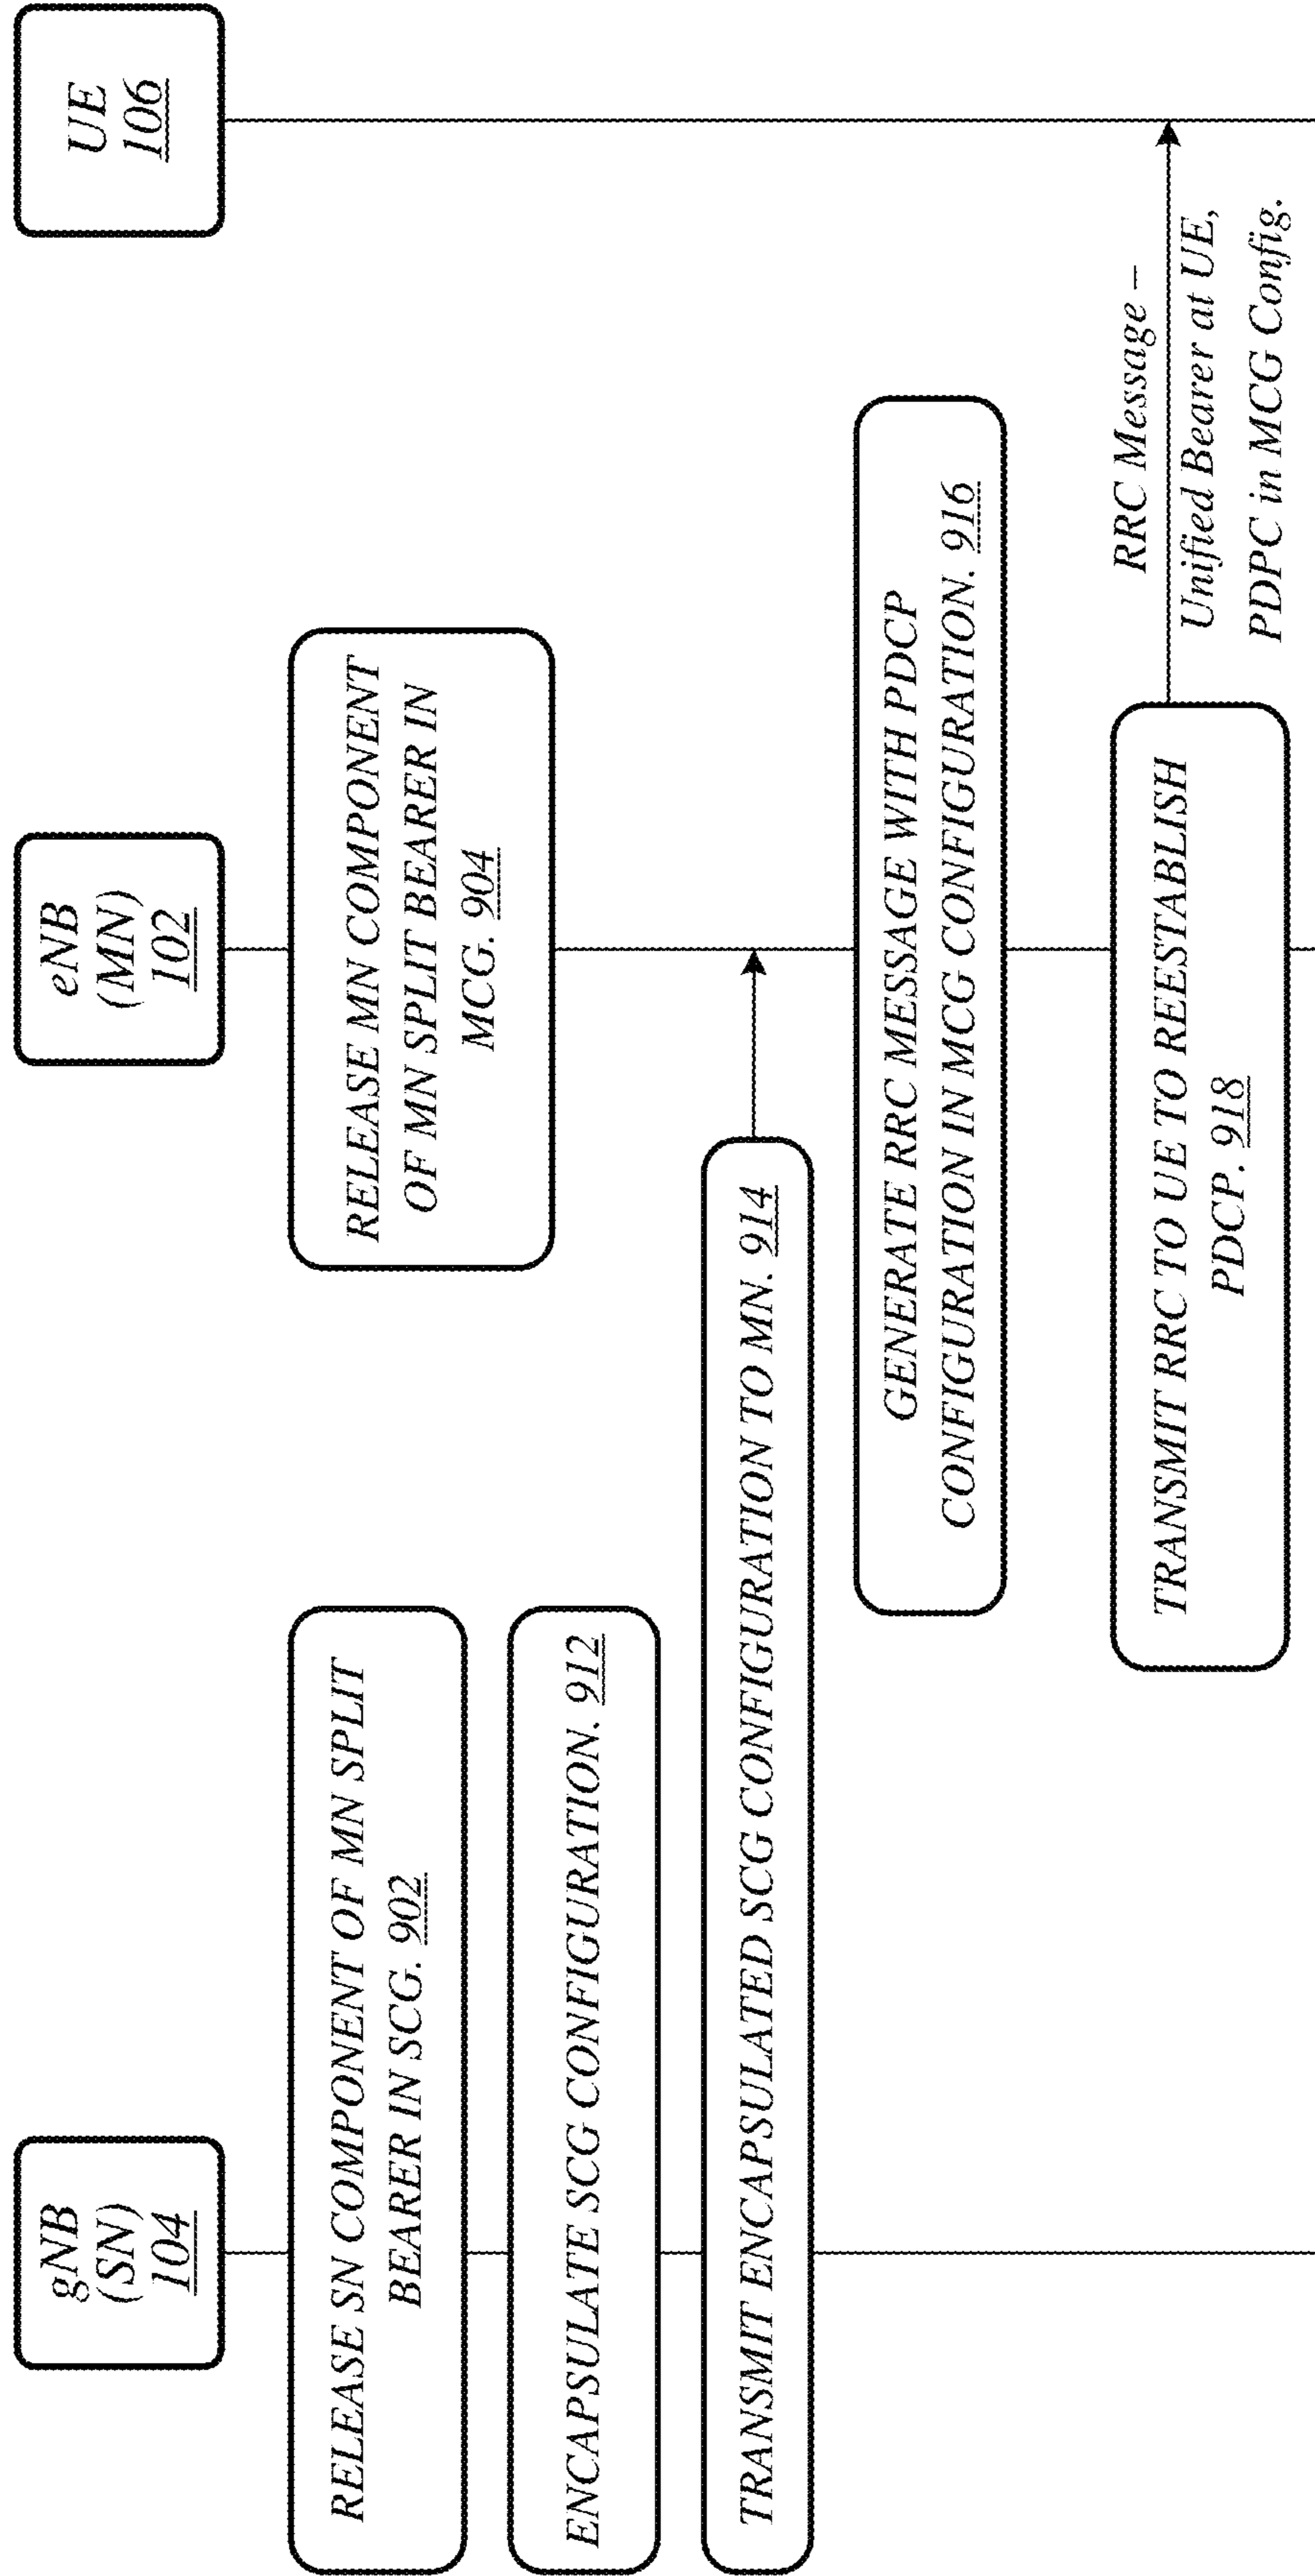 gNB
(SN)
104
eNB
(MN)
102
UE
106
RELEASE SN COMPONENT OF MN SPLIT
BEARER IN SCG. 902
RELEASE MN COMPONENT
OF MN SPLIT BEARER IN
MCG. 904
ENCAPSULATE SCG CONFIGURATION. 912
TRANSMIT ENCAPSULATED SCG CONFIGURATION TO MN. 914
GENERATE RRC MESSAGE WITH PDCP
CONFIGURATION IN MCG CONFIGURATION. 916
TRANSMIT RRC TO UE TO REESTABLISH
PDCP. 918
RRC Message –
Unified Bearer at UE,
PDPC in MCG Config.